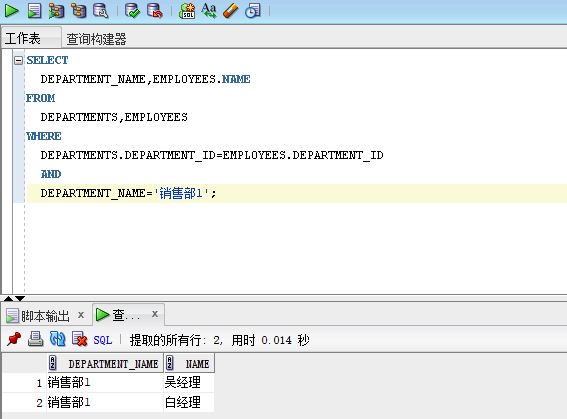 工作表 查询构建器
SELECT
DEPARTMENT_NAME,EMPLOYEES.NAME
FROM
DEPARTMENTS,EMPLOYEES
WHERE
DEPARTMENTS.DEPARTMENT_ID=EMPLOYEES.DEPARTMENT_ID
AND
DEPARTMENT_NAME='销售部1';
脚本输出 x 查... x
SQL | 提取的所有行: 2, 用时 0.014 秒
DEPARTMENT_NAME NAME
1 销售部1 吴经理
2 销售部1 白经理